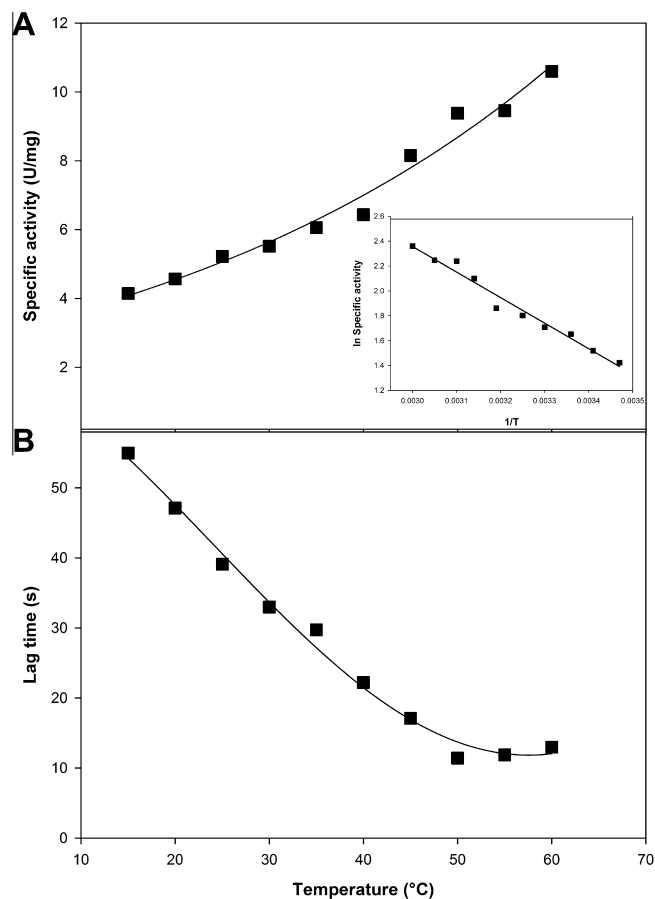 A
12
10
8
6
4
2
Specific activity (U/mg)
2.6
2.4
2.2
2.0
1.8
1.6
1.4
1.2
ln Specific activity
0.0030 0.0031 0.0032 0.0033 0.0034 0.0035
1/T
B
50
40
30
20
10
0
Lag time (s)
10 20 30 40 50 60 70
Temperature (°C)